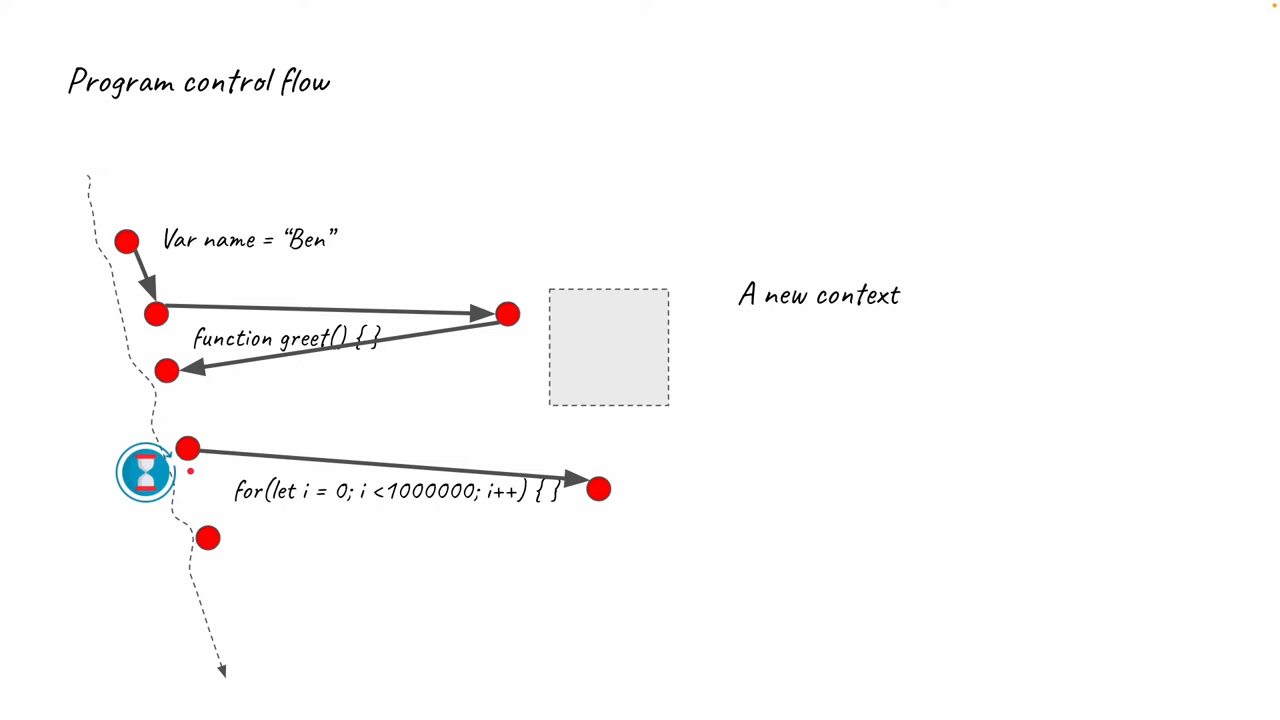 Program control flow
Var name = “Ben”
A new context
function greet() { }
for(let i = 0; i <1000000; i++) { }